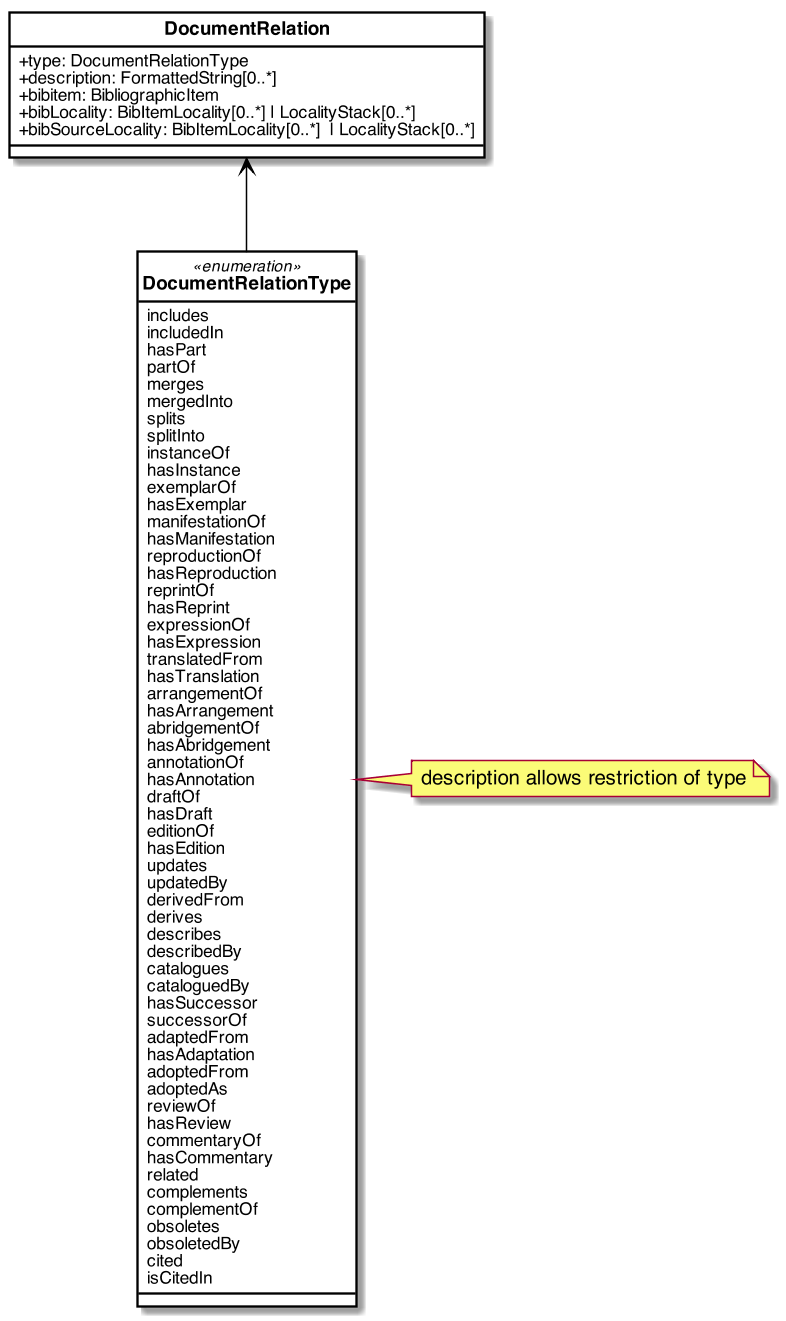 DocumentRelation
+type: DocumentRelationType
+description: FormattedString[0..*]
+bibitem: BibliographicItem
+bibLocality: BibItemLocality[0..*] | LocalityStack[0..*]
+bibSourceLocality: BibItemLocality[0..*]  | LocalityStack[0..*]
«enumeration»
DocumentRelationType
includes
includedIn
hasPart
partOf
merges
mergedInto
splits
splitInto
instanceOf
hasInstance
exemplarOf
hasExemplar
manifestationOf
hasManifestation
reproductionOf
hasReproduction
reprintOf
hasReprint
expressionOf
hasExpression
translatedFrom
hasTranslation
arrangementOf
hasArrangement
abridgementOf
hasAbridgement
annotationOf
hasAnnotation
draftOf
hasDraft
editionOf
hasEdition
updates
updatedBy
derivedFrom
derives
describes
describedBy
catalogues
cataloguedBy
hasSuccessor
successorOf
adaptedFrom
hasAdaptation
adoptedFrom
adoptedAs
reviewOf
hasReview
commentaryOf
hasCommentary
related
complements
complementOf
obsoletes
obsoletedBy
cited
isCitedIn
description allows restriction of type